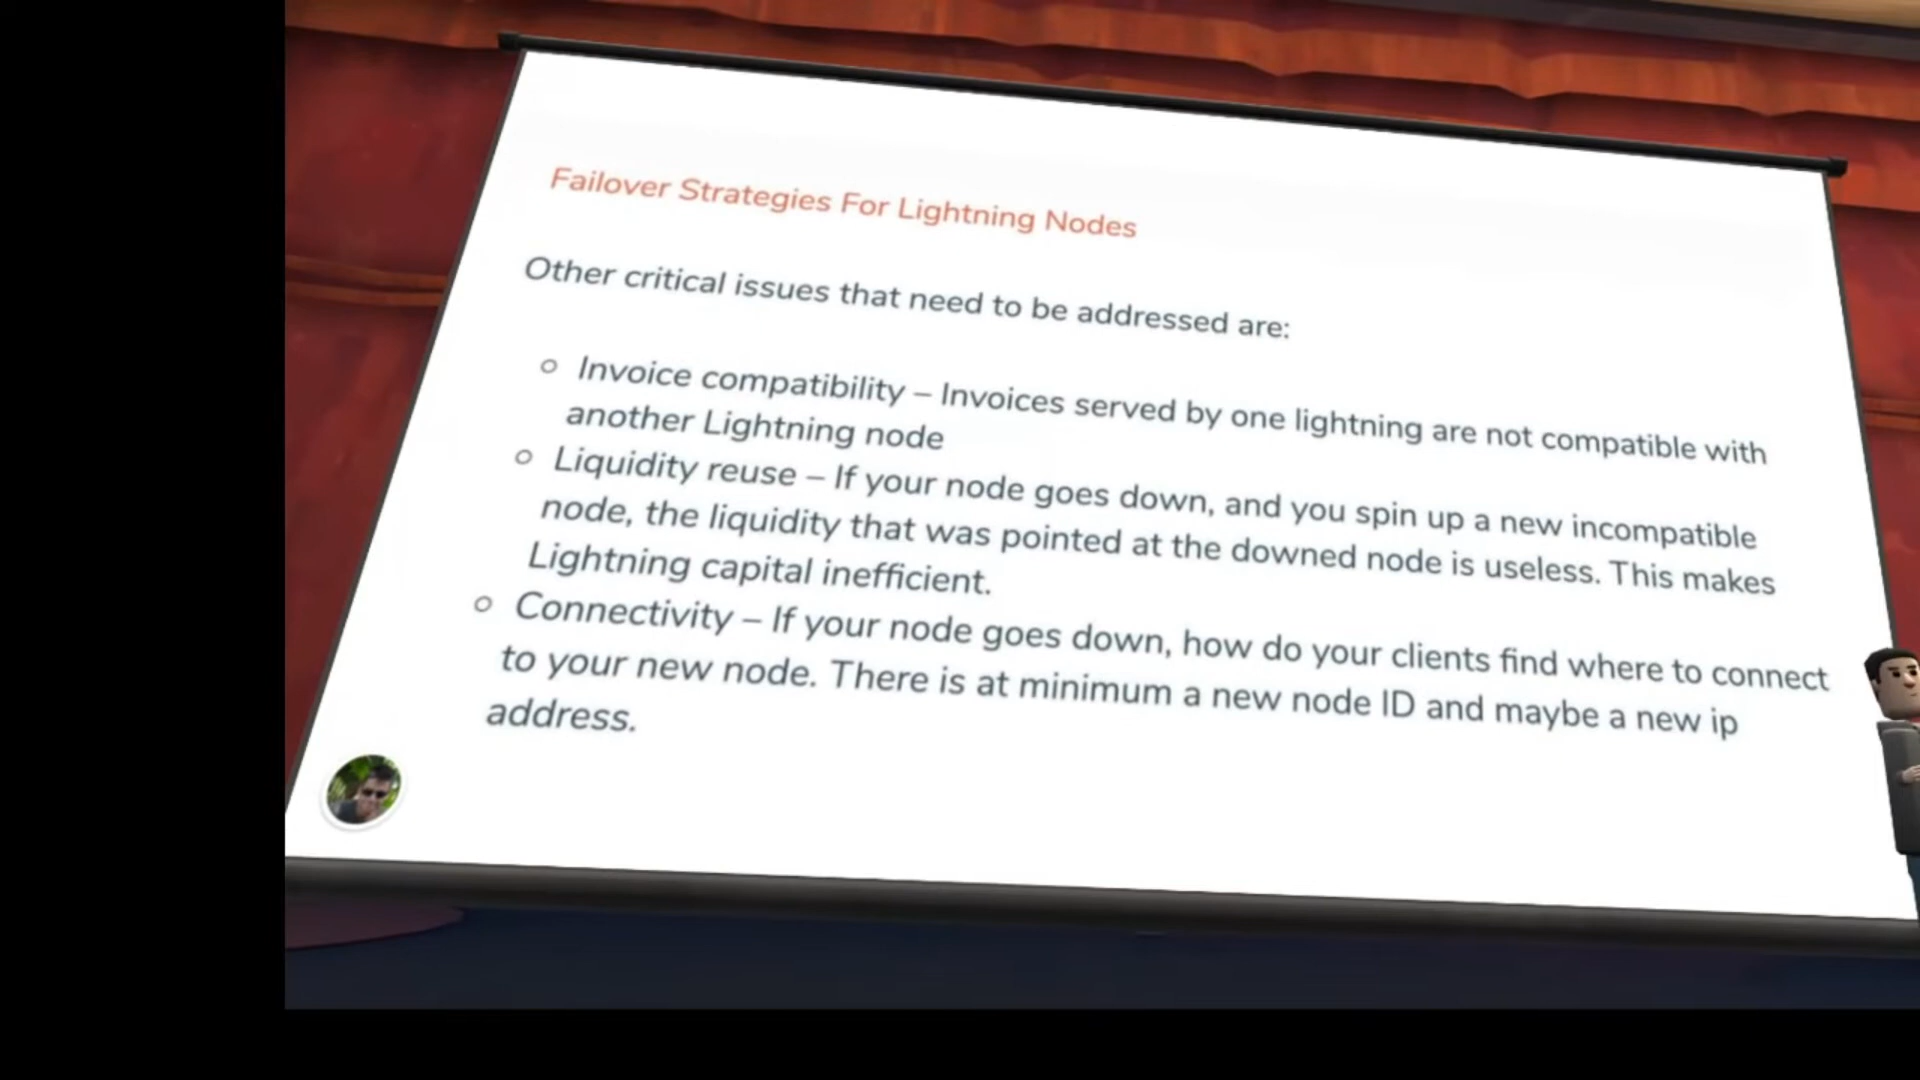 Failover Strategies For Lightning Nodes
Other critical issues that need to be addressed are:
Invoice compatibility – Invoices served by one lightning are not compatible with
another Lightning node
Liquidity reuse – If your node goes down, and you spin up a new incompatible
node, the liquidity that was pointed at the downed node is useless. This makes
Lightning capital inefficient.
Connectivity – If your node goes down, how do your clients find where to connect
to your new node. There is at minimum a new node ID and maybe a new ip
address.